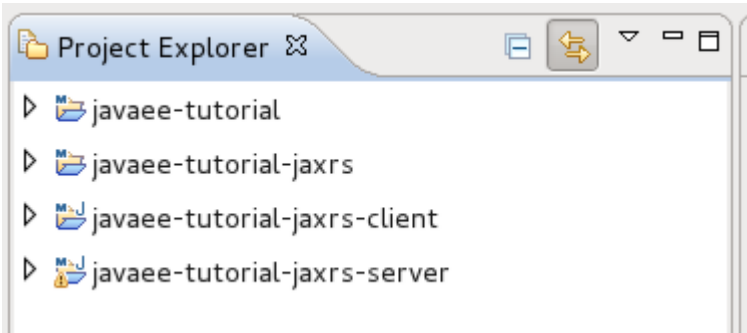 Project Explorer
javaee-tutorial
javaee-tutorial-jaxrs
javaee-tutorial-jaxrs-client
javaee-tutorial-jaxrs-server